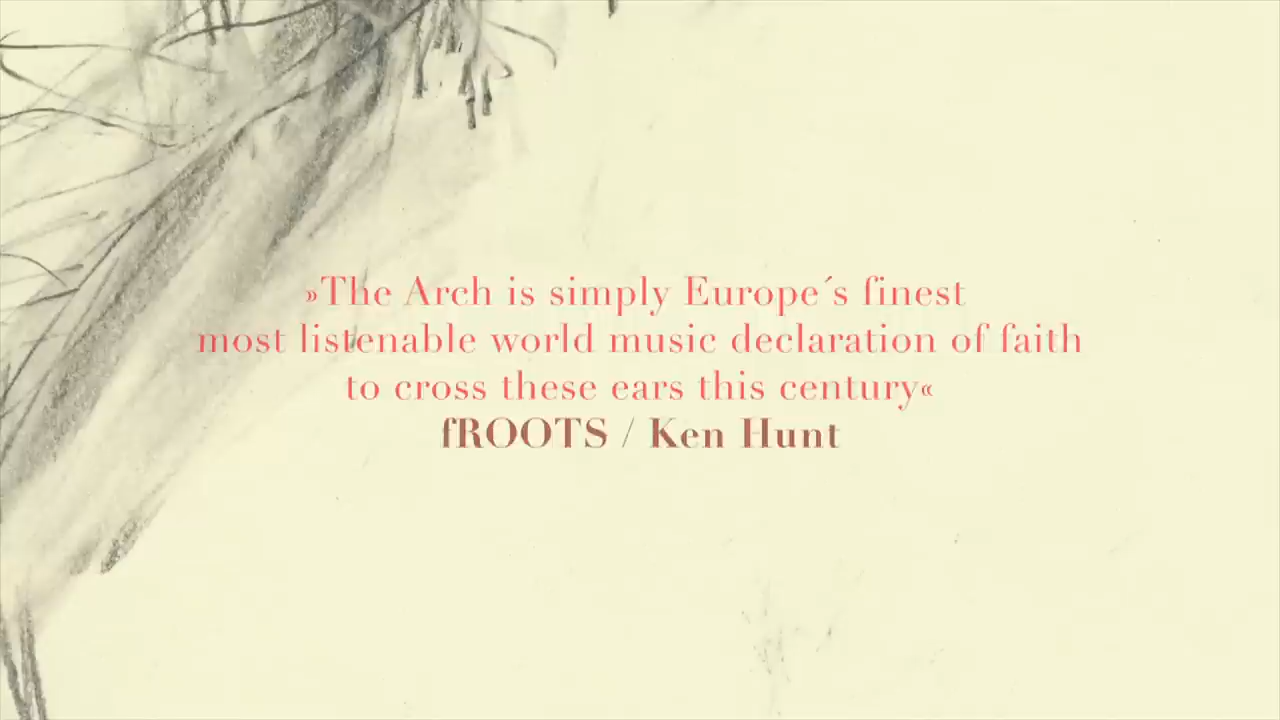 »The Arch is simply Europe´s finest
most listenable world music declaration of faith
to cross these ears this century«
fROOTS / Ken Hunt